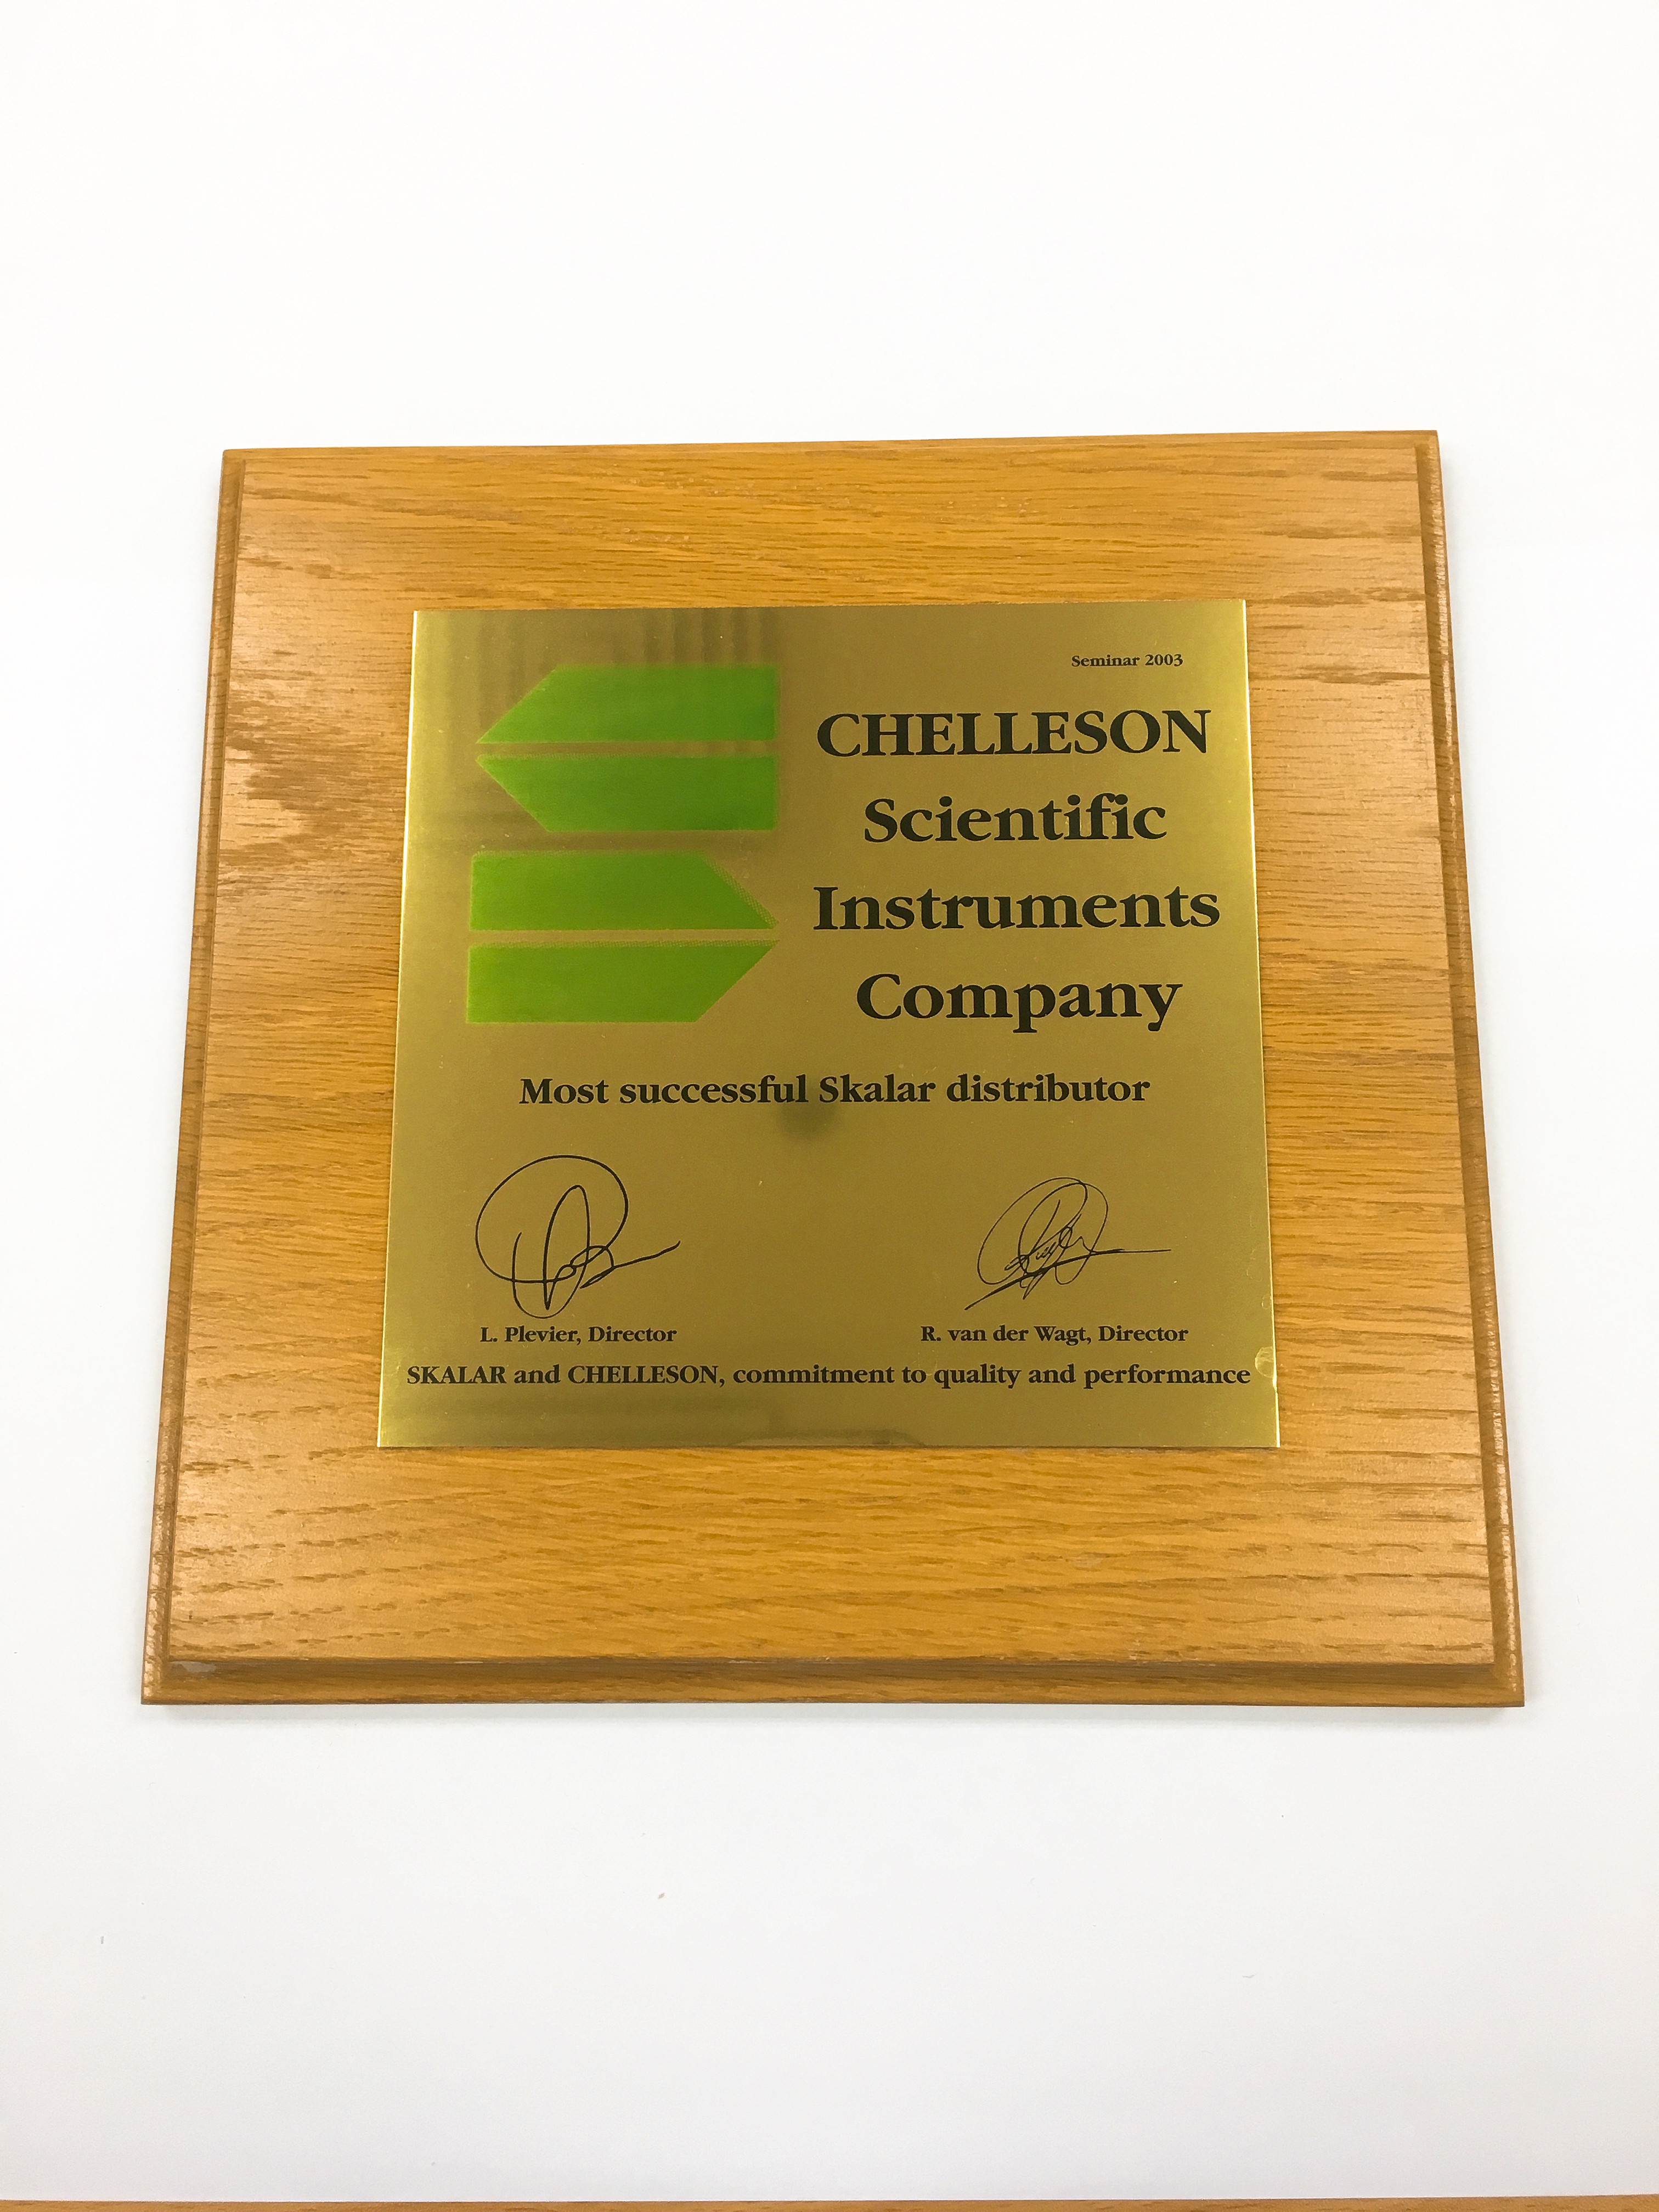 Seminar 2003
CHELLESON
Scientific
Instruments
Company
Most successful Skalar distributor
L. Plevier, Director
R. van der Wagt, Director
SKALAR and CHELLESON, commitment to quality and performance